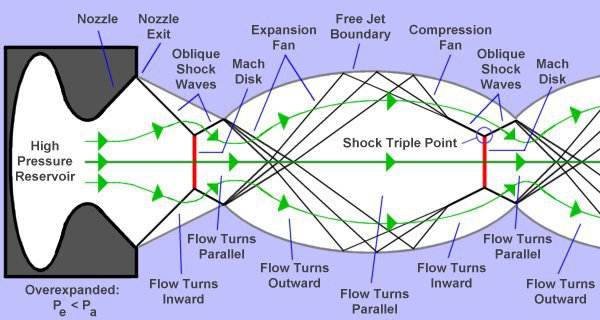 Nozzle
Nozzle
Exit
Oblique
Shock
Waves
Mach
Disk
Expansion
Fan
Free Jet
Boundary
Compression
Fan
Oblique
Shock
Waves
Mach
Disk
High
Pressure
Reservoir
Shock Triple Point
Overexpanded:
Pe < Pa
Flow Turns
Inward
Flow Turns
Parallel
Flow Turns
Outward
Flow Turns
Parallel
Flow Turns
Inward
Flow Turns
Parallel
Flow Turns
Outward